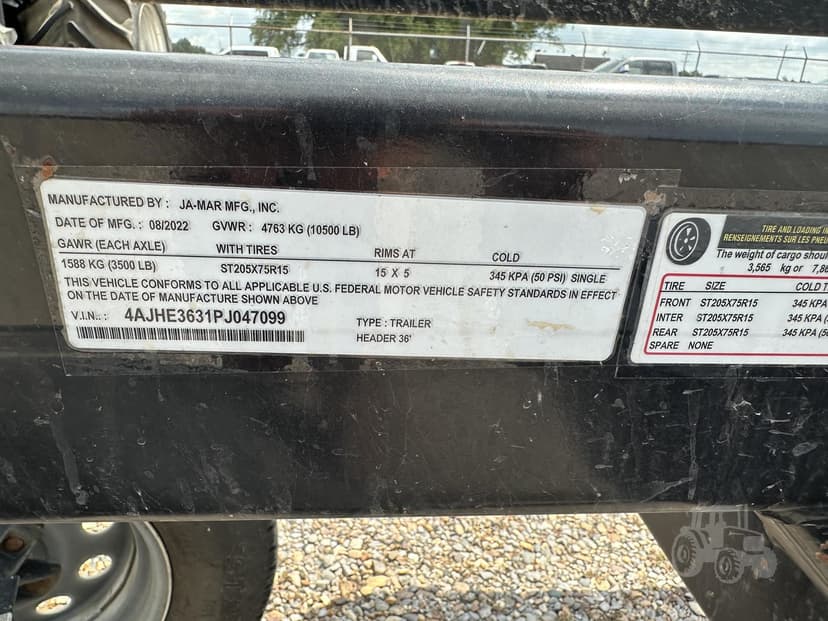 MANUFACTURED BY : JA-MAR MFG., INC.
DATE OF MFG. : 08/2022 GVWR : 4763 KG (10500 LB)
GAWR (EACH AXLE) WITH TIRES RIMS AT COLD
1588 KG (3500 LB) ST205X75R15 15 X 5 345 KPA (50 PSI) SINGLE
THIS VEHICLE CONFORMS TO ALL APPLICABLE U.S. FEDERAL MOTOR VEHICLE SAFETY STANDARDS IN EFFECT
ON THE DATE OF MANUFACTURE SHOWN ABOVE
V.I.N.: : 4AJHE3631PJ047099 TYPE : TRAILER
HEADER 36'
TIRE AND LOADING
RENSEIGNEMENTS SUR LES
The weight of cargo
3,565 kg or
TIRE SIZE COLD
FRONT ST205X75R15 345 KPA
INTER ST205X75R15 345 KPA
REAR ST205X75R15 345 KPA
SPARE NONE